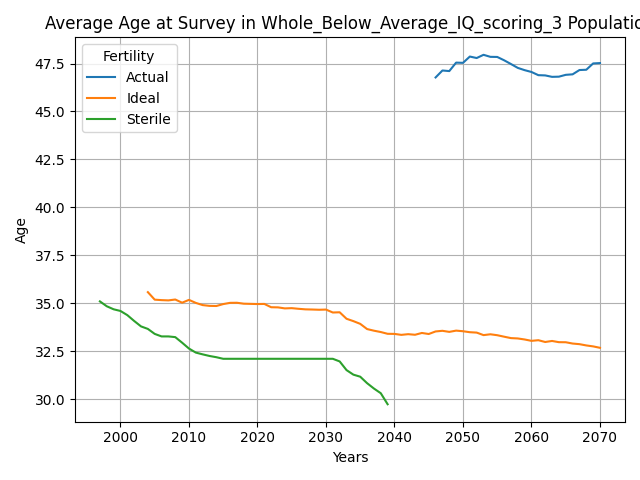 Average Age at Survey in Whole_Below_Average_IQ_scoring_3 Populatio
Fertility
Actual
Ideal
Sterile
47.5
45.0
42.5
40.0
37.5
35.0
32.5
30.0
Age
2000 2010 2020 2030 2040 2050 2060 2070
Years